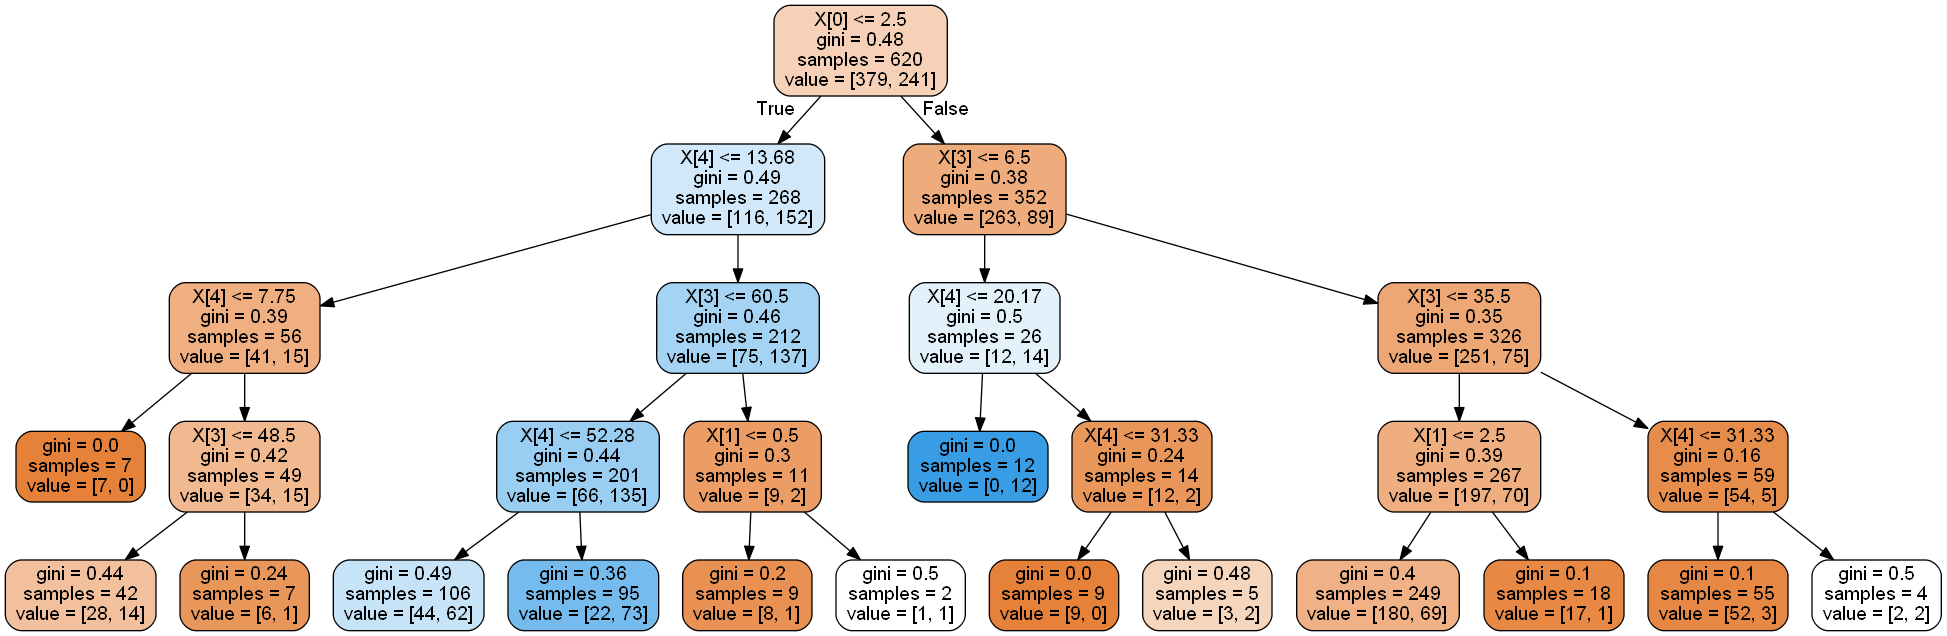 X[0] <= 2.5
gini = 0.48
samples = 620
value = [379, 241]
True
False
X[4] <= 13.68
gini = 0.49
samples = 268
value = [116, 152]
X[3] <= 6.5
gini = 0.38
samples = 352
value = [263, 89]
X[4] <= 7.75
gini = 0.39
samples = 56
value = [41, 15]
X[3] <= 60.5
gini = 0.46
samples = 212
value = [75, 137]
X[4] <= 20.17
gini = 0.5
samples = 26
value = [12, 14]
X[3] <= 35.5
gini = 0.35
samples = 326
value = [251, 75]
gini = 0.0
samples = 7
value = [7, 0]
X[3] <= 48.5
gini = 0.42
samples = 49
value = [34, 15]
X[4] <= 52.28
gini = 0.44
samples = 201
value = [66, 135]
X[1] <= 0.5
gini = 0.3
samples = 11
value = [9, 2]
gini = 0.0
samples = 12
value = [0, 12]
X[4] <= 31.33
gini = 0.24
samples = 14
value = [12, 2]
X[1] <= 2.5
gini = 0.39
samples = 267
value = [197, 70]
X[4] <= 31.33
gini = 0.16
samples = 59
value = [54, 5]
gini = 0.44
samples = 42
value = [28, 14]
gini = 0.24
samples = 7
value = [6, 1]
gini = 0.49
samples = 106
value = [44, 62]
gini = 0.36
samples = 95
value = [22, 73]
gini = 0.2
samples = 9
value = [8, 1]
gini = 0.5
samples = 2
value = [1, 1]
gini = 0.0
samples = 9
value = [9, 0]
gini = 0.48
samples = 5
value = [3, 2]
gini = 0.4
samples = 249
value = [180, 69]
gini = 0.1
samples = 18
value = [17, 1]
gini = 0.1
samples = 55
value = [52, 3]
gini = 0.5
samples = 4
value = [2, 2]